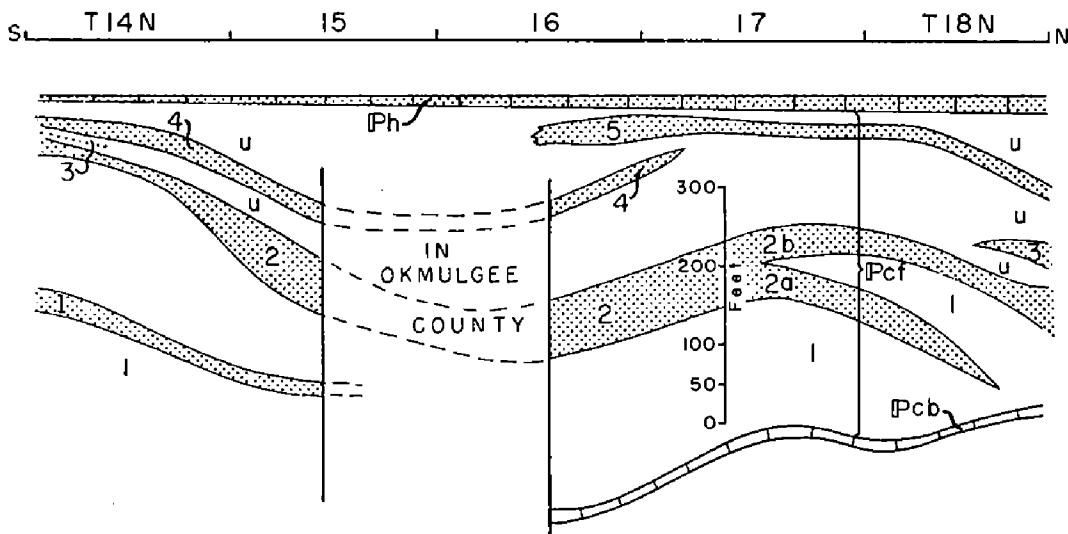 S T14N 15 16 17 T18N N
ℙh
4 u 5 u
3 4 300
u u
IN 2b 3
2 OKMULGEE 200 u
Feet ℙcf
2a
1 COUNTY 2 1
1 100 1
50
ℙcb
0